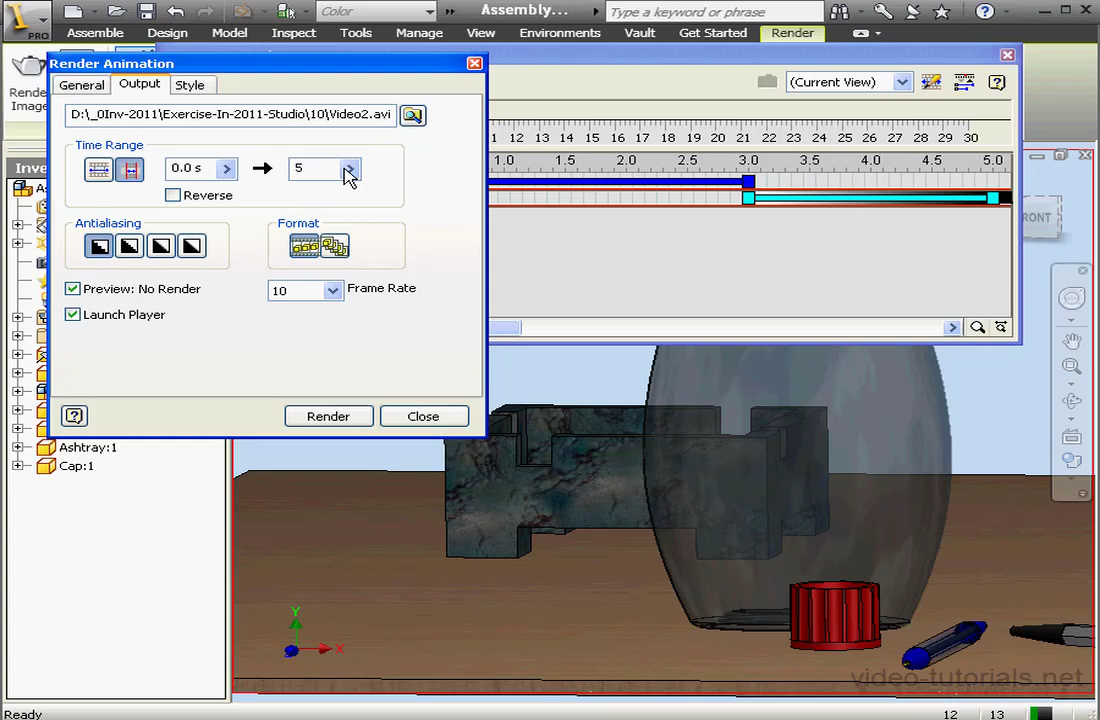 Color
Assembly...
Type a keyword or phrase
PRO
Assemble Design Model Inspect Tools Manage View Environments Vault Get Started Render
Render Animation
Render
Image
General Output Style
(Current View)
D:\_0Inv-2011\Exercise-In-2011-Studio\10\Video2.avi
12 13 14 15 16 17 18 19 20 21 22 23 24 25 26 27 28 29 30
Time Range
1.0 1.5 2.0 2.5 3.0 3.5 4.0 4.5 5.0
0.0 s
5
Reverse
Antialiasing
Format
Preview: No Render
10
Frame Rate
Launch Player
Render
Close
Ashtray:1
Cap:1
Y
X
video-tutorials.net
Ready
12 13